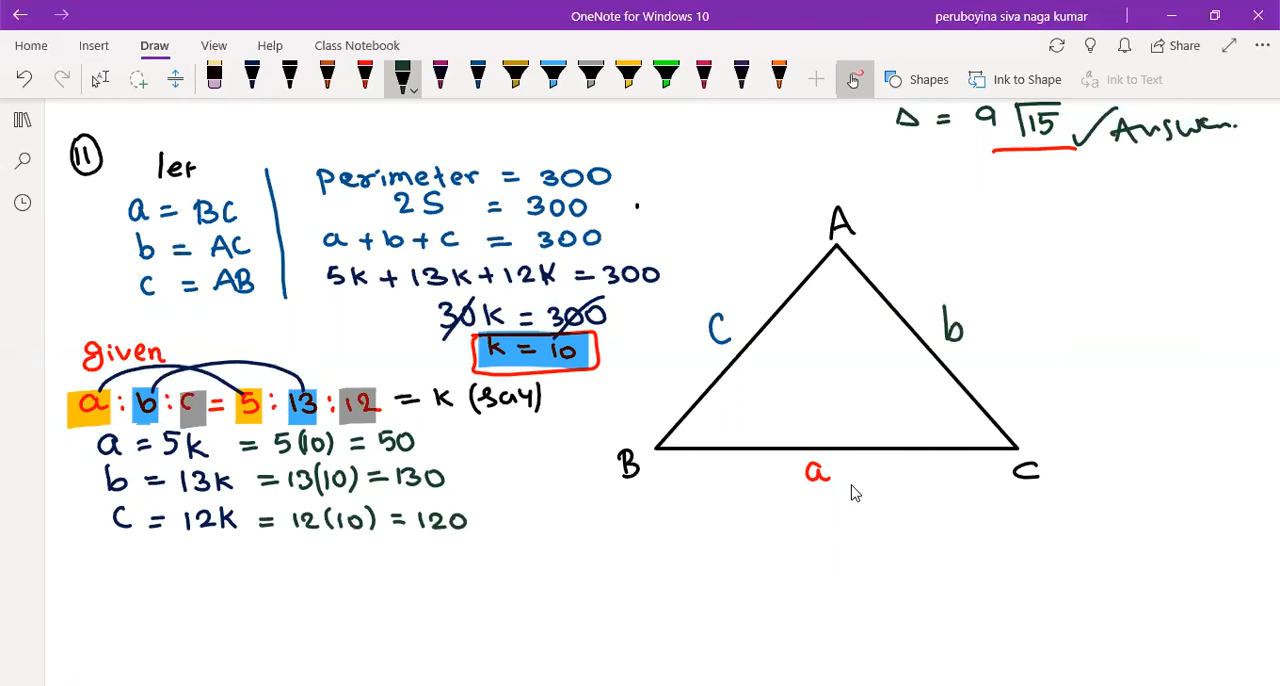 OneNote for Windows 10
peruboyina siva naga kumar
Home Insert Draw View Help Class Notebook
Share
Shapes
Ink to Shape
Ink to Text
Δ = 9 √15 ✓ Answer.
11
let
a = BC
b = AC
c = AB
perimeter = 300
2S = 300
a + b + c = 300
5k + 13k + 12k = 300
30k = 300
k = 10
given
a : b : c = 5 : 13 : 12 = k (say)
a = 5k = 5(10) = 50
b = 13k = 13(10) = 130
c = 12k = 12(10) = 120
A
c
b
B
a
C